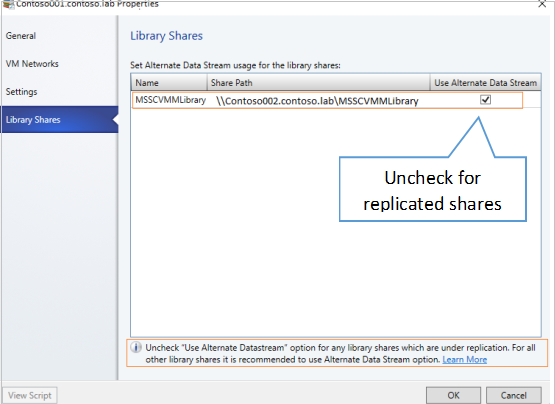 Contoso001.contoso.lab Properties
General
VM Networks
Settings
Library Shares
Library Shares
Set Alternate Data Stream usage for the library shares:
Name Share Path Use Alternate Data Stream
MSSCVMMLibrary \\Contoso002.contoso.lab\MSSCVMMLibrary
Uncheck for
replicated shares
Uncheck "Use Alternate Datastream" option for any library shares which are under replication. For all
other library shares it is recommended to use Alternate Data Stream option. Learn More
View Script OK Cancel